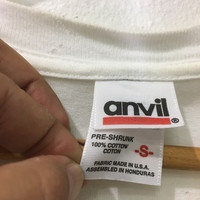 anvil
PRE-SHRUNK
100% COTTON/
COTON
-S-
FABRIC MADE IN U.S.A.
ASSEMBLED IN HONDURAS